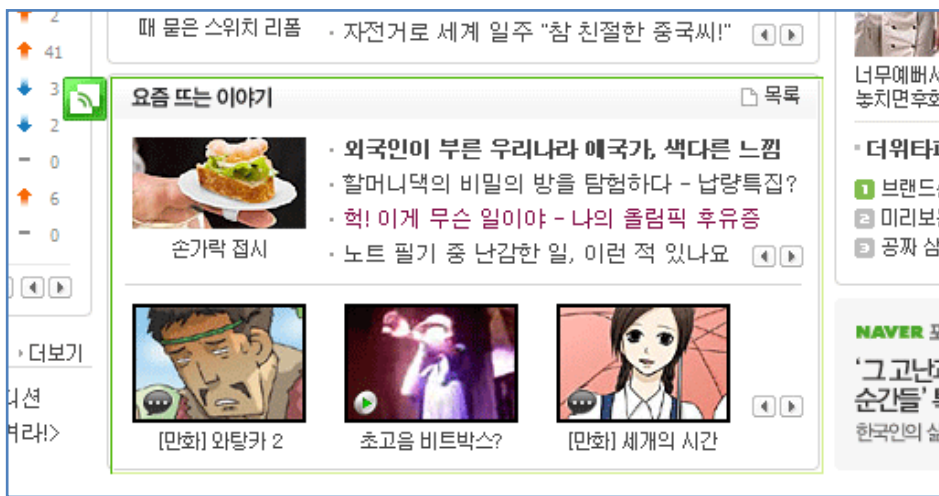 2
41
3
2
0
6
0
더보기
때 묻은 스위치 리폼
· 자전거로 세계 일주 "참 친절한 중국씨!"
요즘 뜨는 이야기
목록
손가락 접시
· 외국인이 부른 우리나라 애국가, 색다른 느낌
· 할머니댁의 비밀의 방을 탐험하다 - 납량특집?
· 헉! 이게 무슨 일이야 - 나의 올림픽 후유증
· 노트 필기 중 난감한 일, 이런 적 있나요
[만화] 와탕카 2
초고음 비트박스?
[만화] 세개의 시간
너무예뻐서
놓치면후회
더위타파
1 브랜드
2 미리보
3 공짜
NAVER
'그 고난과
순간들'
한국인의